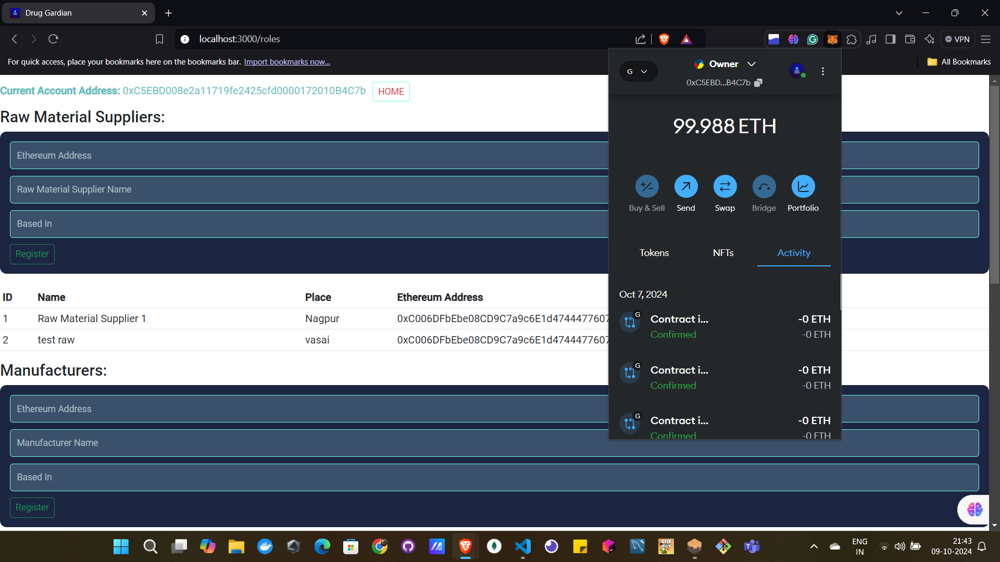 Drug Gardian
localhost:3000/roles
VPN
For quick access, place your bookmarks here on the bookmarks bar. Import bookmarks now...
All Bookmarks
Current Account Address: 0xC5EBD008e2a11719fe2425cfd0000172010B4C7b HOME
Raw Material Suppliers:
Ethereum Address
Raw Material Supplier Name
Based In
Register
ID Name Place Ethereum Address
1 Raw Material Supplier 1 Nagpur 0xC006DFbEbe08CD9C7a9c6E1d4744477607
2 test raw vasai 0xC006DFbEbe08CD9C7a9c6E1d4744477607
Manufacturers:
Ethereum Address
Manufacturer Name
Based In
Register
G
Owner
0xC5EBD...B4C7b
DG
99.988 ETH
Buy & Sell Send Swap Bridge Portfolio
Tokens NFTs Activity
Oct 7, 2024
G
Contract i... -0 ETH
Confirmed -0 ETH
G
Contract i... -0 ETH
Confirmed -0 ETH
G
Contract i... -0 ETH
Confirmed -0 ETH
ENG
IN
21:43
09-10-2024